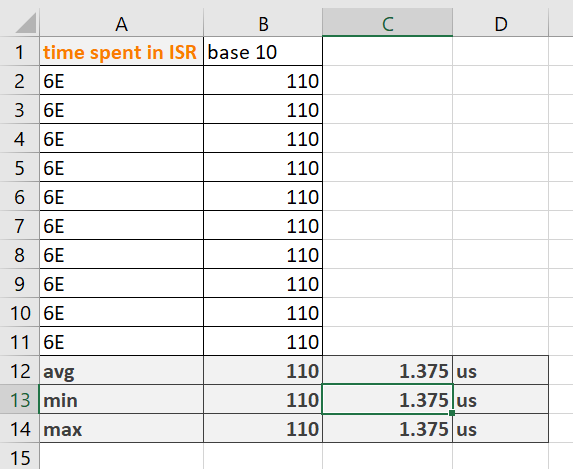 A B C D
1 time spent in ISR base 10
2 6E 110
3 6E 110
4 6E 110
5 6E 110
6 6E 110
7 6E 110
8 6E 110
9 6E 110
10 6E 110
11 6E 110
12 avg 110 1.375 us
13 min 110 1.375 us
14 max 110 1.375 us
15